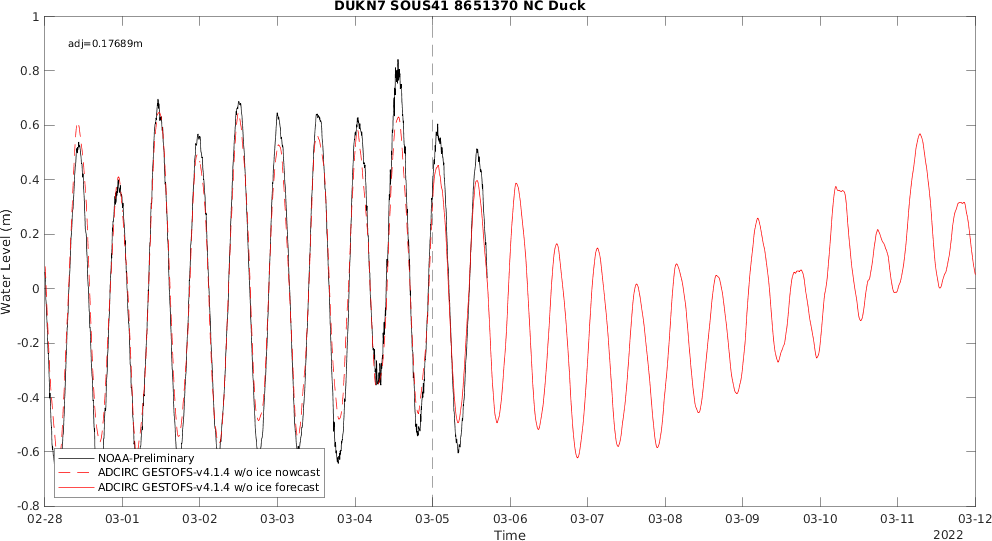 DUKN7 SOUS41 8651370 NC Duck
adj=0.17689m
1
0.8
0.6
0.4
0.2
0
-0.2
-0.4
-0.6
-0.8
Water Level (m)
NOAA-Preliminary
ADCIRC GESTOFS-v4.1.4 w/o ice nowcast
ADCIRC GESTOFS-v4.1.4 w/o ice forecast
02-28 03-01 03-02 03-03 03-04 03-05 03-06 03-07 03-08 03-09 03-10 03-11 03-12
Time
2022